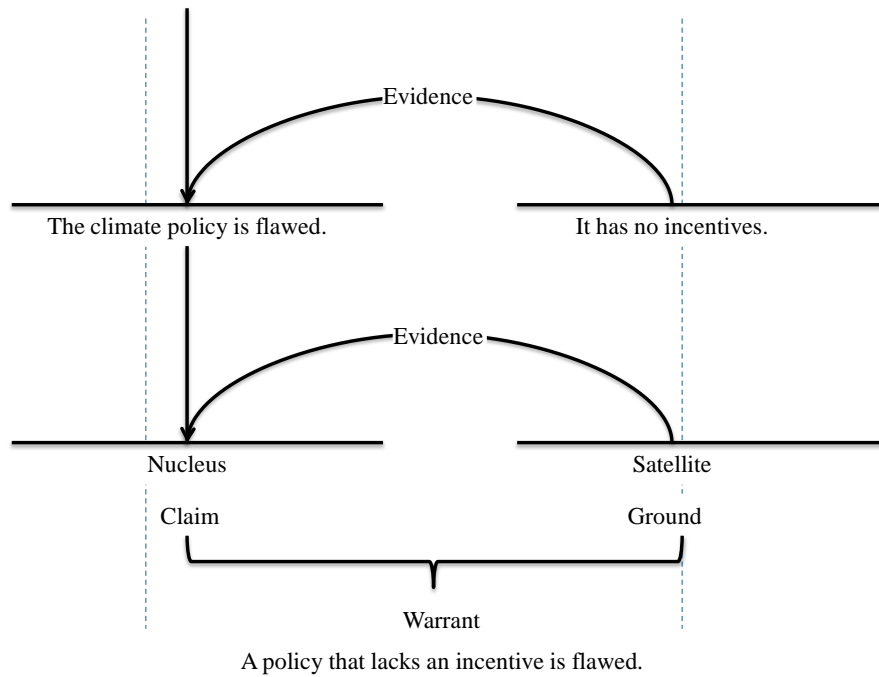 Evidence
The climate policy is flawed. It has no incentives.
Evidence
Nucleus Satellite
Claim Ground
Warrant
A policy that lacks an incentive is flawed.